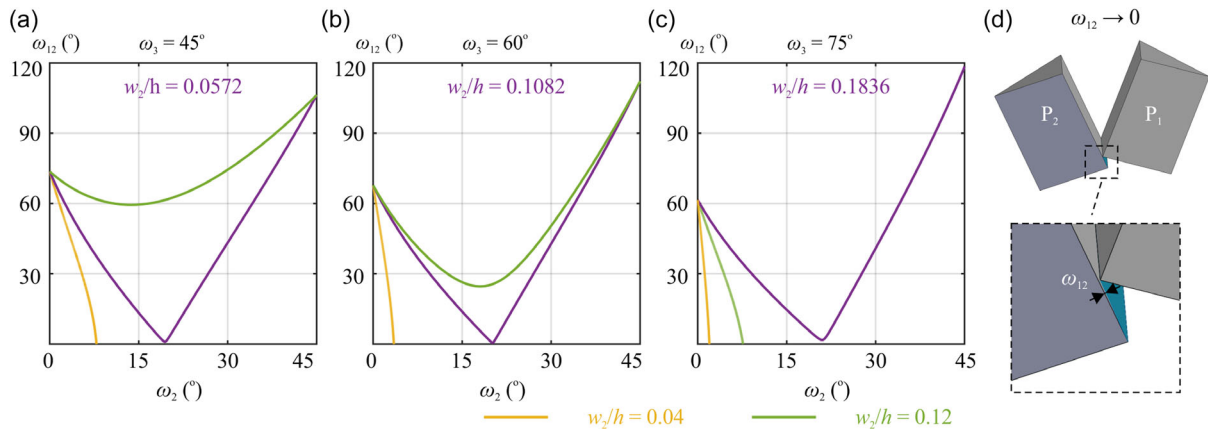 (a)
ω12 (°) ω3 = 45°
w2/h = 0.0572
120
90
60
30
0 15 30 45
ω2 (°)
(b)
ω12 (°) ω3 = 60°
w2/h = 0.1082
120
90
60
30
0 15 30 45
ω2 (°)
(c)
ω12 (°) ω3 = 75°
w2/h = 0.1836
120
90
60
30
0 15 30 45
ω2 (°)
(d)
ω12 → 0
P2 P1
ω12
w2/h = 0.04 w2/h = 0.12